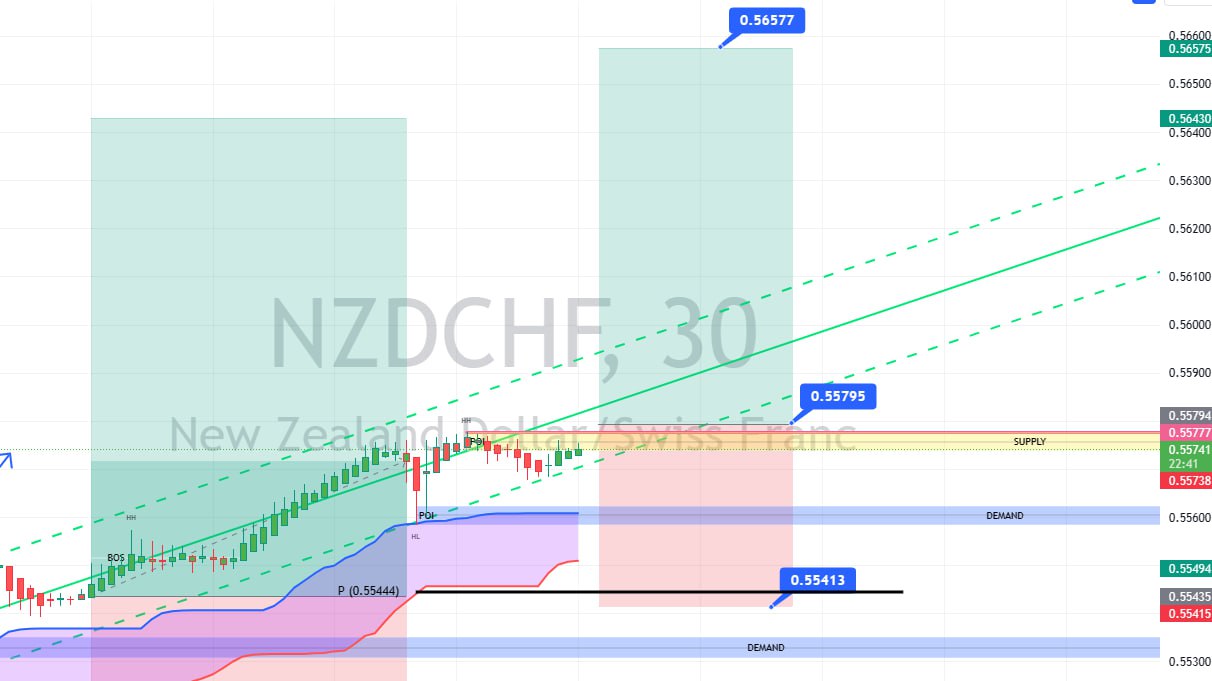 0.56577
0.56600
0.56575
0.56500
0.56430
0.56400
0.56300
0.56200
0.56100
NZDCHF, 30
0.56000
0.55900
0.55795
0.55794
HH
New Zealand Dollar/Swiss Franc
0.55777
POI
SUPPLY
0.55741
22:41
0.55738
HH
POI
DEMAND
0.55600
HL
BOS
0.55494
0.55413
P (0.55444)
0.55435
0.55415
DEMAND
0.55300